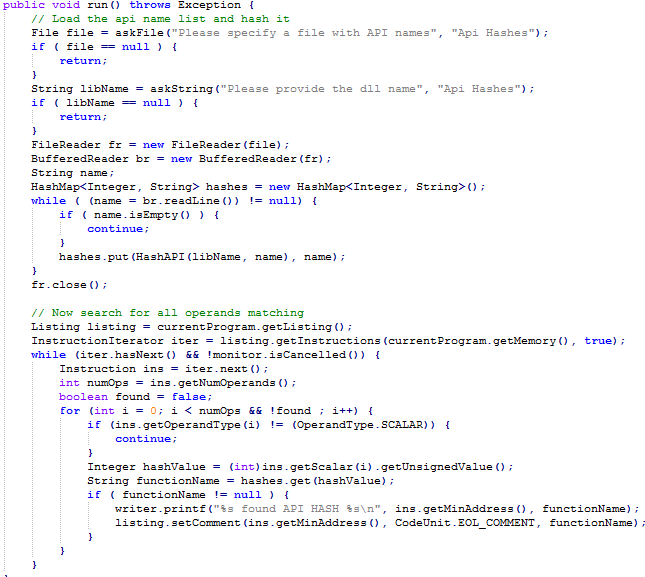 public void run() throws Exception {
    // Load the api name list and hash it
    File file = askFile("Please specify a file with API names", "Api Hashes");
    if ( file == null ) {
        return;
    }
    String libName = askString("Please provide the dll name", "Api Hashes");
    if ( libName == null ) {
        return;
    }
    FileReader fr = new FileReader(file);
    BufferedReader br = new BufferedReader(fr);
    String name;
    HashMap<Integer, String> hashes = new HashMap<Integer, String>();
    while ( (name = br.readLine()) != null) {
        if ( name.isEmpty() ) {
            continue;
        }
        hashes.put(HashAPI(libName, name), name);
    }
    fr.close();

    // Now search for all operands matching
    Listing listing = currentProgram.getListing();
    InstructionIterator iter = listing.getInstructions(currentProgram.getMemory(), true);
    while (iter.hasNext() && !monitor.isCancelled()) {
        Instruction ins = iter.next();
        int numOps = ins.getNumOperands();
        boolean found = false;
        for (int i = 0; i < numOps && !found ; i++) {
            if (ins.getOperandType(i) != (OperandType.SCALAR)) {
                continue;
            }
            Integer hashValue = (int)ins.getScalar(i).getUnsignedValue();
            String functionName = hashes.get(hashValue);
            if ( functionName != null ) {
                writer.printf("%s found API HASH %s\n", ins.getMinAddress(), functionName);
                listing.setComment(ins.getMinAddress(), CodeUnit.EOL_COMMENT, functionName);
            }
        }
    }